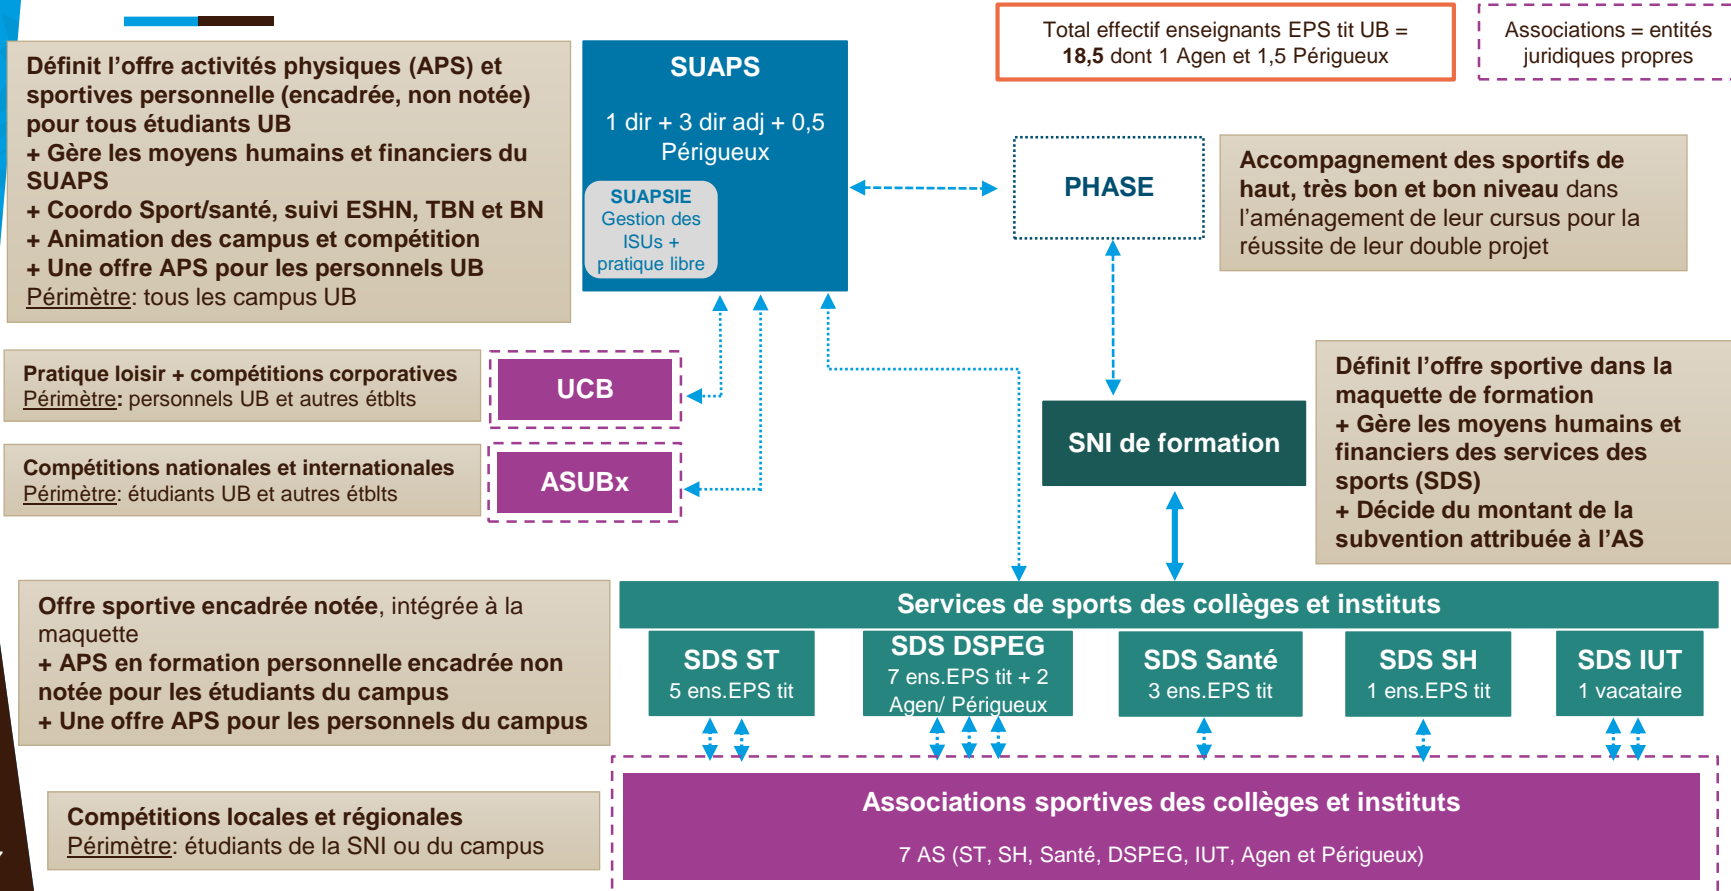 Total effectif enseignants EPS tit UB =
18,5 dont 1 Agen et 1,5 Périgueux
Associations = entités
juridiques propres
Définit l’offre activités physiques (APS) et
sportives personnelle (encadrée, non notée)
pour tous étudiants UB
+ Gère les moyens humains et financiers du
SUAPS
+ Coordo Sport/santé, suivi ESHN, TBN et BN
+ Animation des campus et compétition
+ Une offre APS pour les personnels UB
Périmètre: tous les campus UB
SUAPS
1 dir + 3 dir adj + 0,5
Périgueux
SUAPSIE
Gestion des
ISUs +
pratique libre
PHASE
Accompagnement des sportifs de
haut, très bon et bon niveau dans
l’aménagement de leur cursus pour la
réussite de leur double projet
Pratique loisir + compétitions corporatives
Périmètre: personnels UB et autres étblts
UCB
Compétitions nationales et internationales
Périmètre: étudiants UB et autres étblts
ASUBx
SNI de formation
Définit l’offre sportive dans la
maquette de formation
+ Gère les moyens humains et
financiers des services des
sports (SDS)
+ Décide du montant de la
subvention attribuée à l’AS
Offre sportive encadrée notée, intégrée à la
maquette
+ APS en formation personnelle encadrée non
notée pour les étudiants du campus
+ Une offre APS pour les personnels du campus
Services de sports des collèges et instituts
SDS ST
5 ens.EPS tit
SDS DSPEG
7 ens.EPS tit + 2
Agen/ Périgueux
SDS Santé
3 ens.EPS tit
SDS SH
1 ens.EPS tit
SDS IUT
1 vacataire
Compétitions locales et régionales
Périmètre: étudiants de la SNI ou du campus
Associations sportives des collèges et instituts
7 AS (ST, SH, Santé, DSPEG, IUT, Agen et Périgueux)